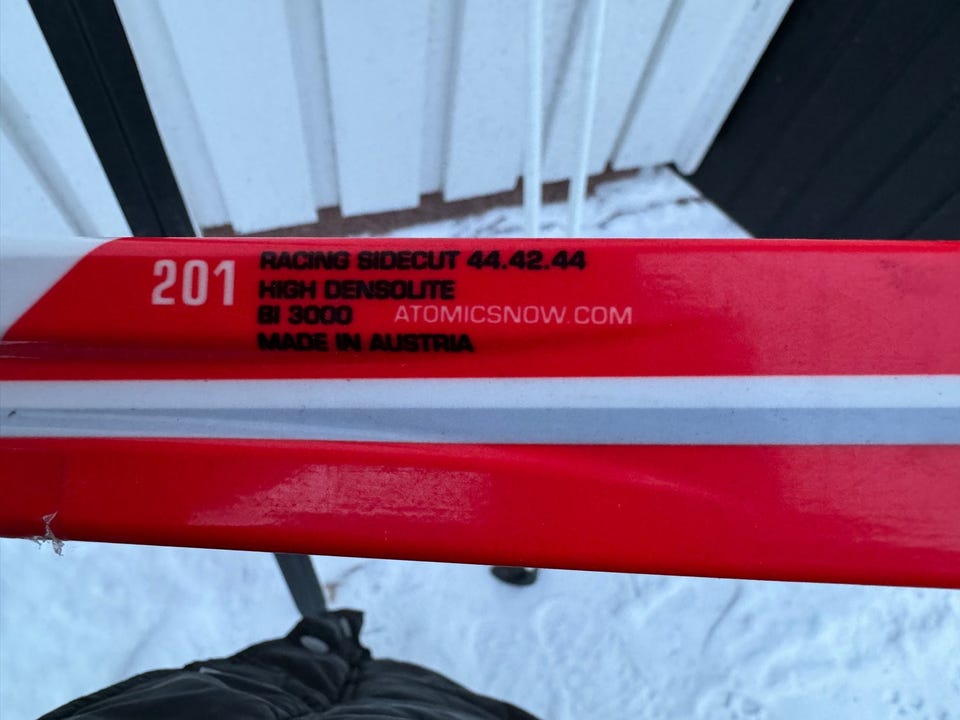 201
RACING SIDECUT 44.42.44
HIGH DENSOLITE
BI 3000 ATOMICSNOW.COM
MADE IN AUSTRIA